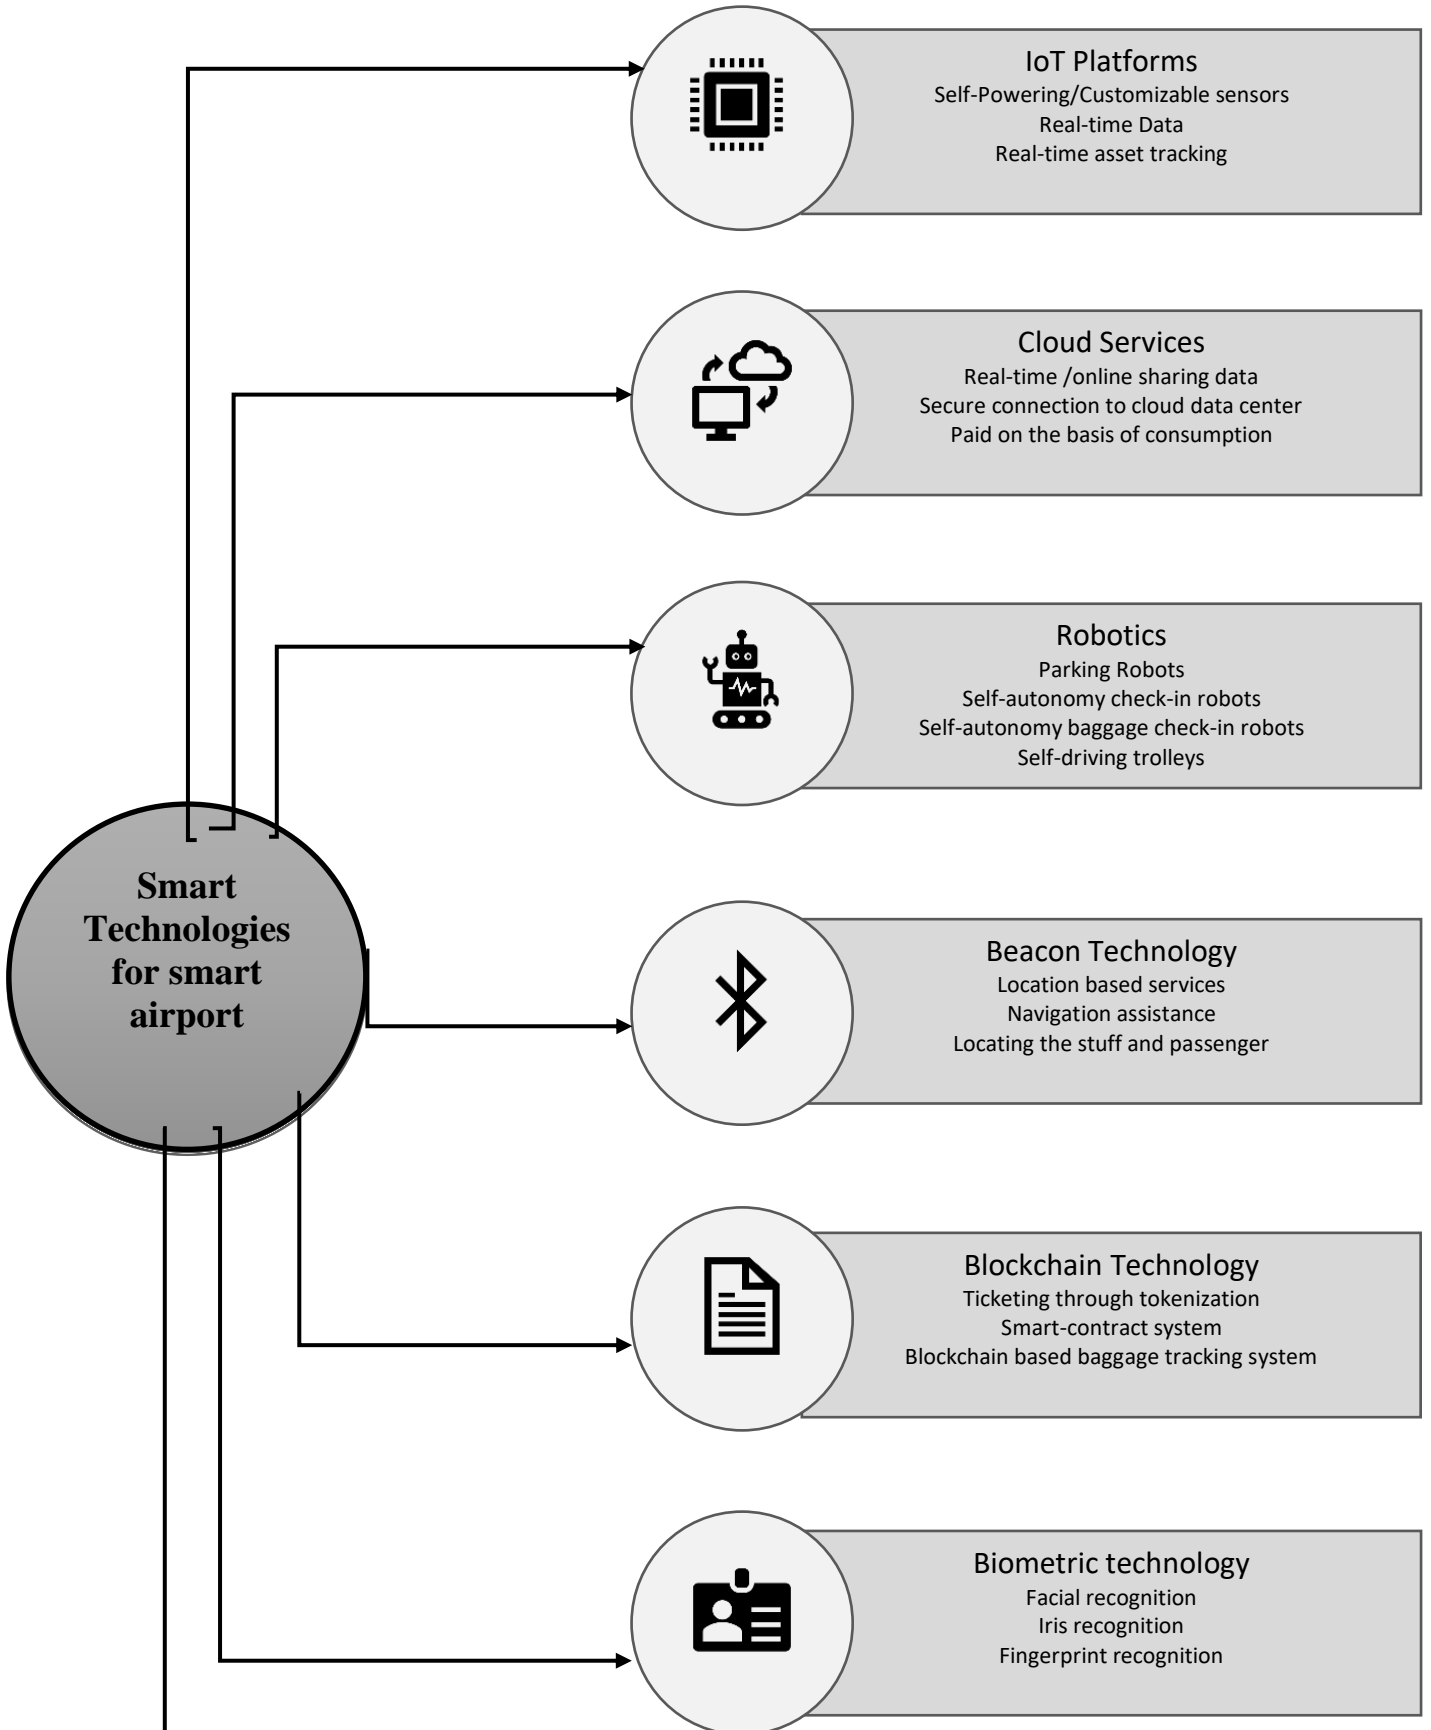 IoT Platforms
Self-Powering/Customizable sensors
Real-time Data
Real-time asset tracking
Cloud Services
Real-time /online sharing data
Secure connection to cloud data center
Paid on the basis of consumption
Robotics
Parking Robots
Self-autonomy check-in robots
Self-autonomy baggage check-in robots
Self-driving trolleys
Smart
Technologies
for smart
airport
Beacon Technology
Location based services
Navigation assistance
Locating the stuff and passenger
Blockchain Technology
Ticketing through tokenization
Smart-contract system
Blockchain based baggage tracking system
Biometric technology
Facial recognition
Iris recognition
Fingerprint recognition